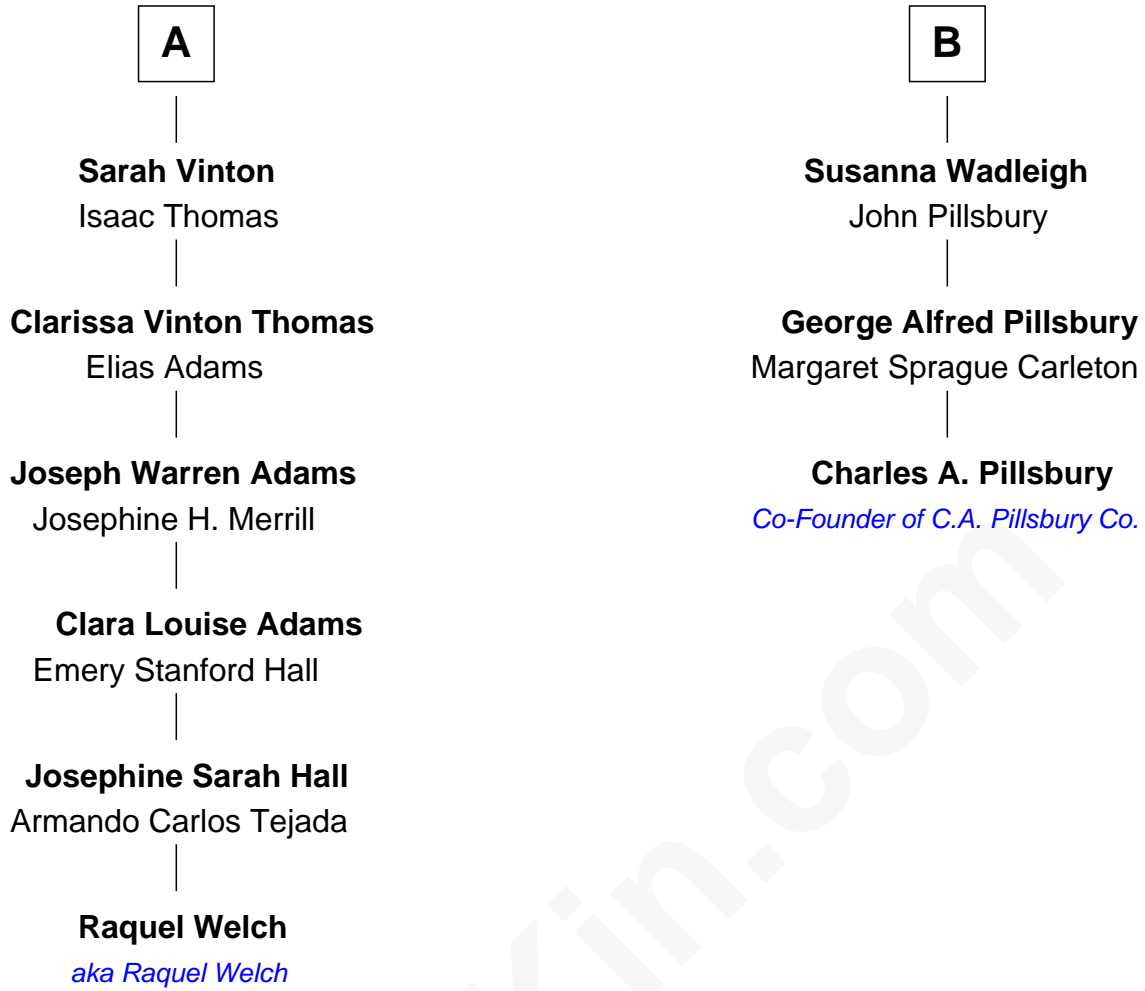 A
Sarah Vinton
Isaac Thomas
Clarissa Vinton Thomas
Elias Adams
Joseph Warren Adams
Josephine H. Merrill
Clara Louise Adams
Emery Stanford Hall
Josephine Sarah Hall
Armando Carlos Tejada
Raquel Welch
aka Raquel Welch
B
Susanna Wadleigh
John Pillsbury
George Alfred Pillsbury
Margaret Sprague Carleton
Charles A. Pillsbury
Co-Founder of C.A. Pillsbury Co.
Kin.com